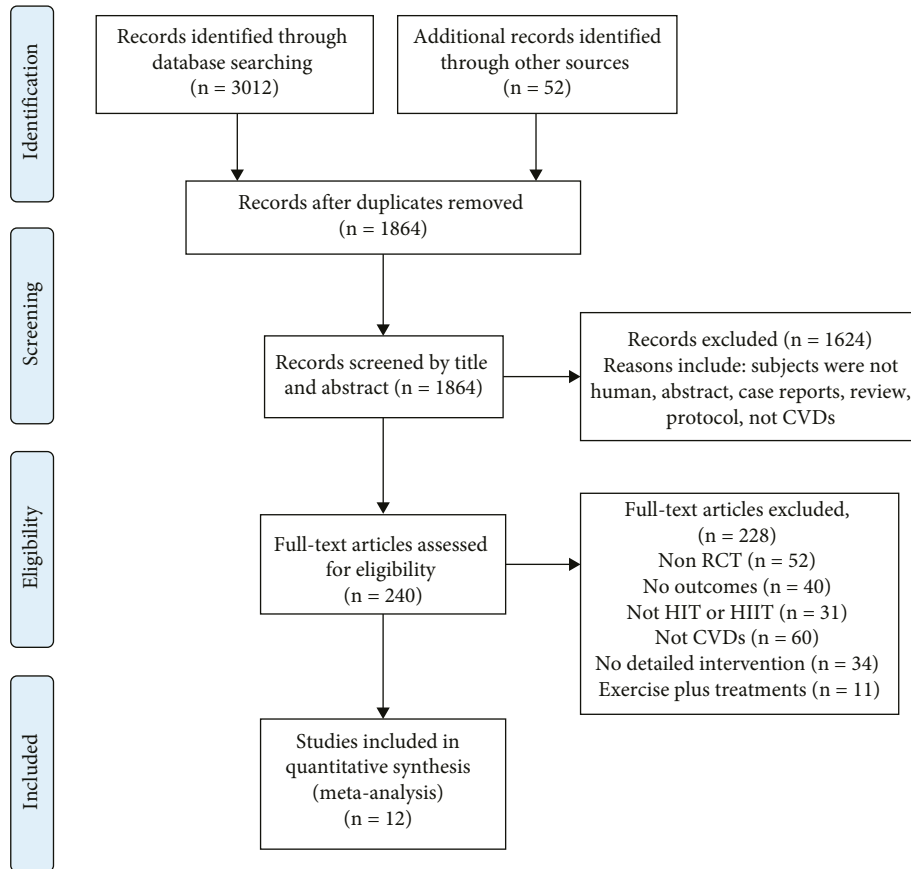 Identification
Records identified through
database searching
(n = 3012)
Additional records identified
through other sources
(n = 52)
Records after duplicates removed
(n = 1864)
Screening
Records screened by title
and abstract (n = 1864)
Records excluded (n = 1624)
Reasons include: subjects were not
human, abstract, case reports, review,
protocol, not CVDs
Eligibility
Full-text articles assessed
for eligibility
(n = 240)
Full-text articles excluded,
(n = 228)
Non RCT (n = 52)
No outcomes (n = 40)
Not HIT or HIIT (n = 31)
Not CVDs (n = 60)
No detailed intervention (n = 34)
Exercise plus treatments (n = 11)
Included
Studies included in
quantitative synthesis
(meta-analysis)
(n = 12)